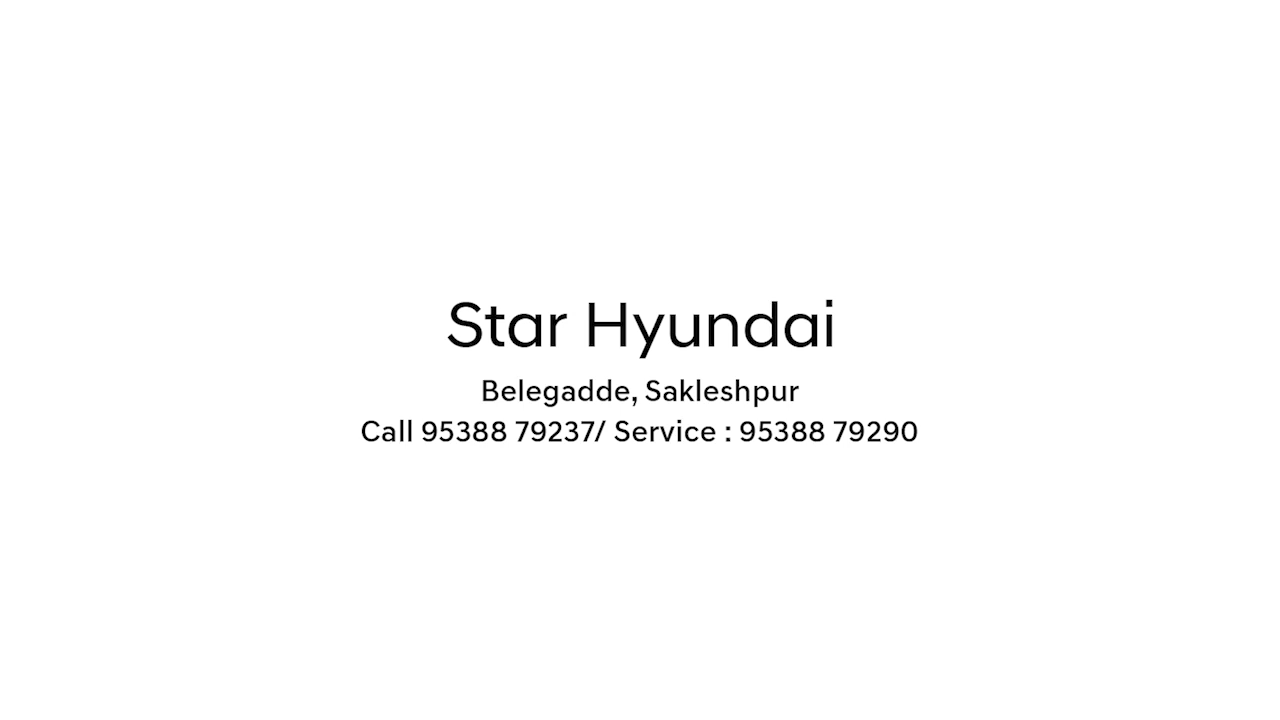 Star Hyundai
Belegadde, Sakleshpur
Call 95388 79237/ Service : 95388 79290